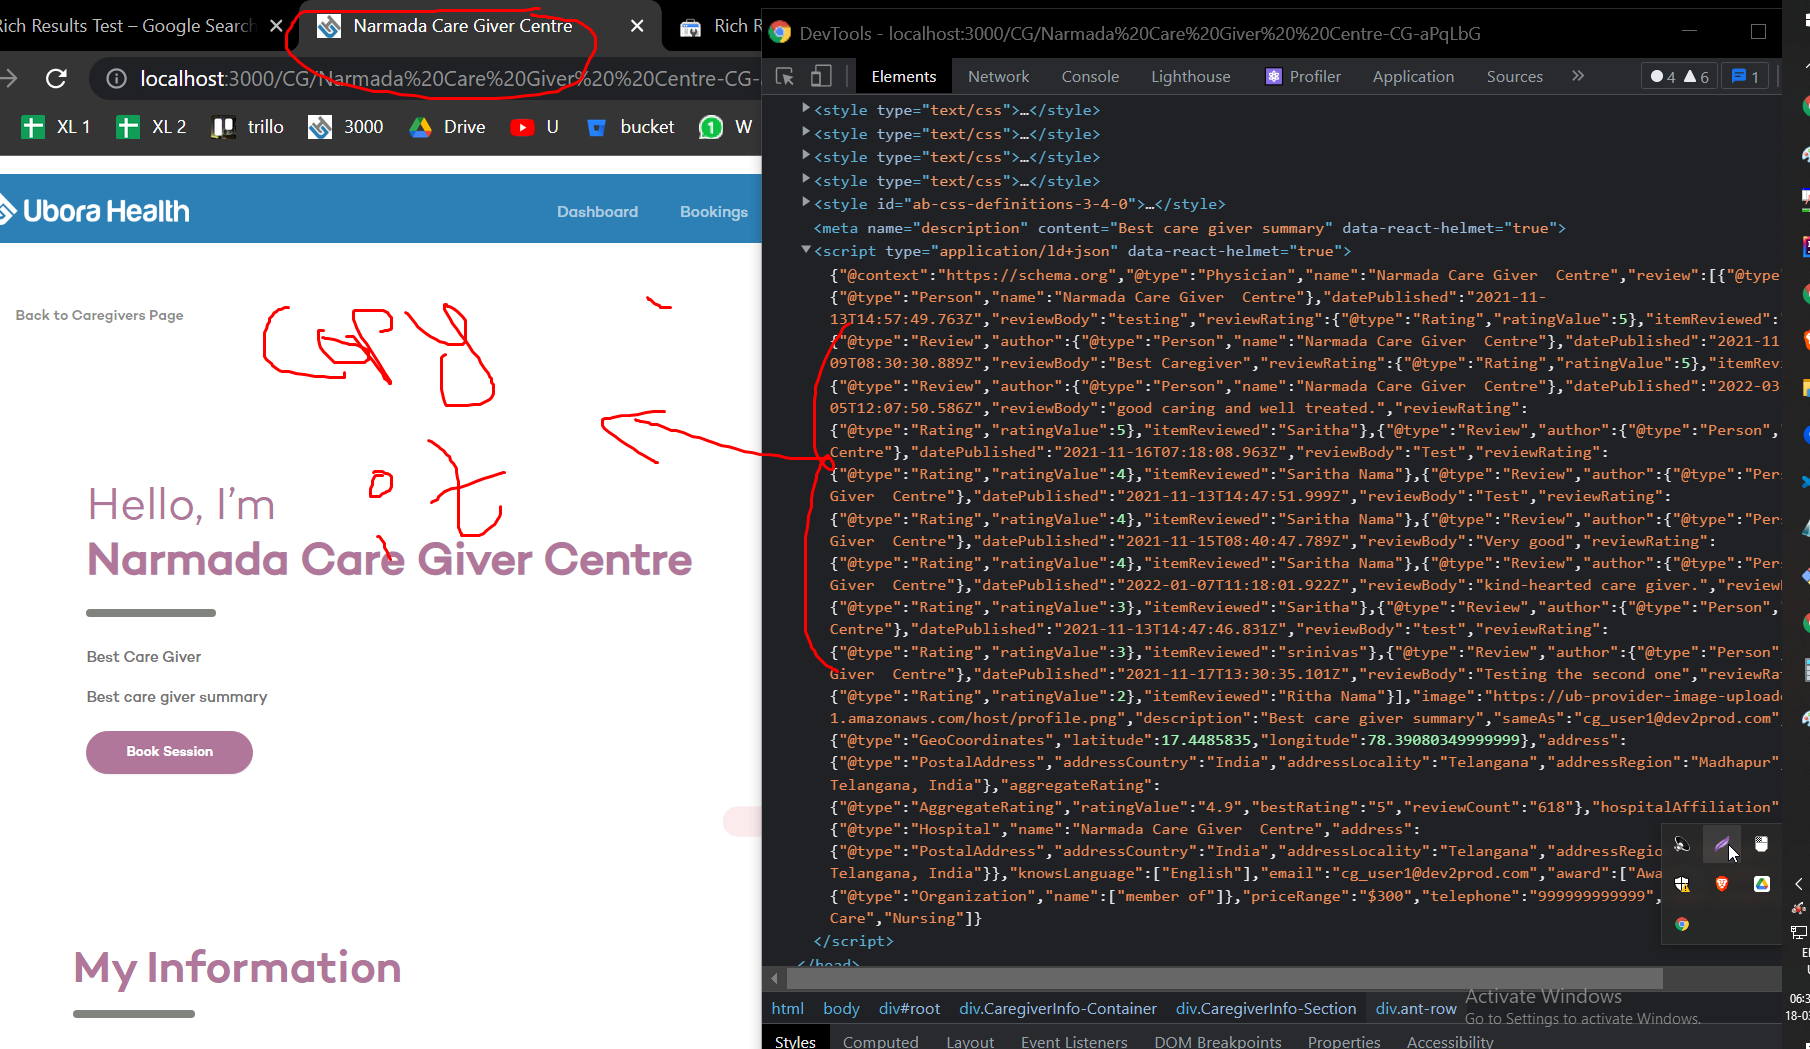 Rich Results Test – Google Search
Narmada Care Giver Centre
Rich R
localhost:3000/CG/Narmada%20Care%20Giver%20%20Centre-CG-
XL 1
XL 2
trillo
3000
Drive
U
bucket
W
Ubora Health
Dashboard
Bookings
Back to Caregivers Page
Copy
it
Hello, I’m
Narmada Care Giver Centre
Best Care Giver
Best care giver summary
Book Session
My Information
DevTools - localhost:3000/CG/Narmada%20Care%20Giver%20%20Centre-CG-aPqLbG
Elements
Network
Console
Lighthouse
Profiler
Application
Sources
4
6
1
<style type="text/css">…</style>
<style type="text/css">…</style>
<style type="text/css">…</style>
<style type="text/css">…</style>
<style id="ab-css-definitions-3-4-0">…</style>
<meta name="description" content="Best care giver summary" data-react-helmet="true">
<script type="application/ld+json" data-react-helmet="true">
{"@context":"https://schema.org","@type":"Physician","name":"Narmada Care Giver  Centre","review":[{"@type
{"@type":"Person","name":"Narmada Care Giver  Centre"},"datePublished":"2021-11-
13T14:57:49.763Z","reviewBody":"testing","reviewRating":{"@type":"Rating","ratingValue":5},"itemReviewed":
{"@type":"Review","author":{"@type":"Person","name":"Narmada Care Giver  Centre"},"datePublished":"2021-11
09T08:30:30.889Z","reviewBody":"Best Caregiver","reviewRating":{"@type":"Rating","ratingValue":5},"itemRevi
{"@type":"Review","author":{"@type":"Person","name":"Narmada Care Giver  Centre"},"datePublished":"2022-03
05T12:07:50.586Z","reviewBody":"good caring and well treated.","reviewRating":
{"@type":"Rating","ratingValue":5},"itemReviewed":"Saritha"},{"@type":"Review","author":{"@type":"Person",
Centre"},"datePublished":"2021-11-16T07:18:08.963Z","reviewBody":"Test","reviewRating":
{"@type":"Rating","ratingValue":4},"itemReviewed":"Saritha Nama"},{"@type":"Review","author":{"@type":"Per
Giver  Centre"},"datePublished":"2021-11-13T14:47:51.999Z","reviewBody":"Test","reviewRating":
{"@type":"Rating","ratingValue":4},"itemReviewed":"Saritha Nama"},{"@type":"Review","author":{"@type":"Per
Giver  Centre"},"datePublished":"2021-11-15T08:40:47.789Z","reviewBody":"Very good","reviewRating":
{"@type":"Rating","ratingValue":4},"itemReviewed":"Saritha Nama"},{"@type":"Review","author":{"@type":"Per
Giver  Centre"},"datePublished":"2022-01-07T11:18:01.922Z","reviewBody":"kind-hearted care giver.","review
{"@type":"Rating","ratingValue":3},"itemReviewed":"Saritha"},{"@type":"Review","author":{"@type":"Person",
Centre"},"datePublished":"2021-11-13T14:47:46.831Z","reviewBody":"test","reviewRating":
{"@type":"Rating","ratingValue":3},"itemReviewed":"srinivas"},{"@type":"Review","author":{"@type":"Person"
Giver  Centre"},"datePublished":"2021-11-17T13:30:35.101Z","reviewBody":"Testing the second one","reviewRat
{"@type":"Rating","ratingValue":2},"itemReviewed":"Ritha Nama"}],"image":"https://ub-provider-image-upload
1.amazonaws.com/host/profile.png","description":"Best care giver summary","sameAs":"cg_user1@dev2prod.com"
{"@type":"GeoCoordinates","latitude":17.4485835,"longitude":78.39080349999999},"address":
{"@type":"PostalAddress","addressCountry":"India","addressLocality":"Telangana","addressRegion":"Madhapur"
Telangana, India"},"aggregateRating":
{"@type":"AggregateRating","ratingValue":"4.9","bestRating":"5","reviewCount":"618"},"hospitalAffiliation"
{"@type":"Hospital","name":"Narmada Care Giver  Centre","address":
{"@type":"PostalAddress","addressCountry":"India","addressLocality":"Telangana","addressRegio
Telangana, India"}},"knowsLanguage":["English"],"email":"cg_user1@dev2prod.com","award":["Awa
{"@type":"Organization","name":["member of"]},"priceRange":"$300","telephone":"999999999999",
Care","Nursing"]}
</script>
</head>
html
body
div#root
div.CaregiverInfo-Container
div.CaregiverInfo-Section
div.ant-row
Activate Windows
Go to Settings to activate Windows.
Styles
Computed
Layout
Event Listeners
DOM Breakpoints
Properties
Accessibility